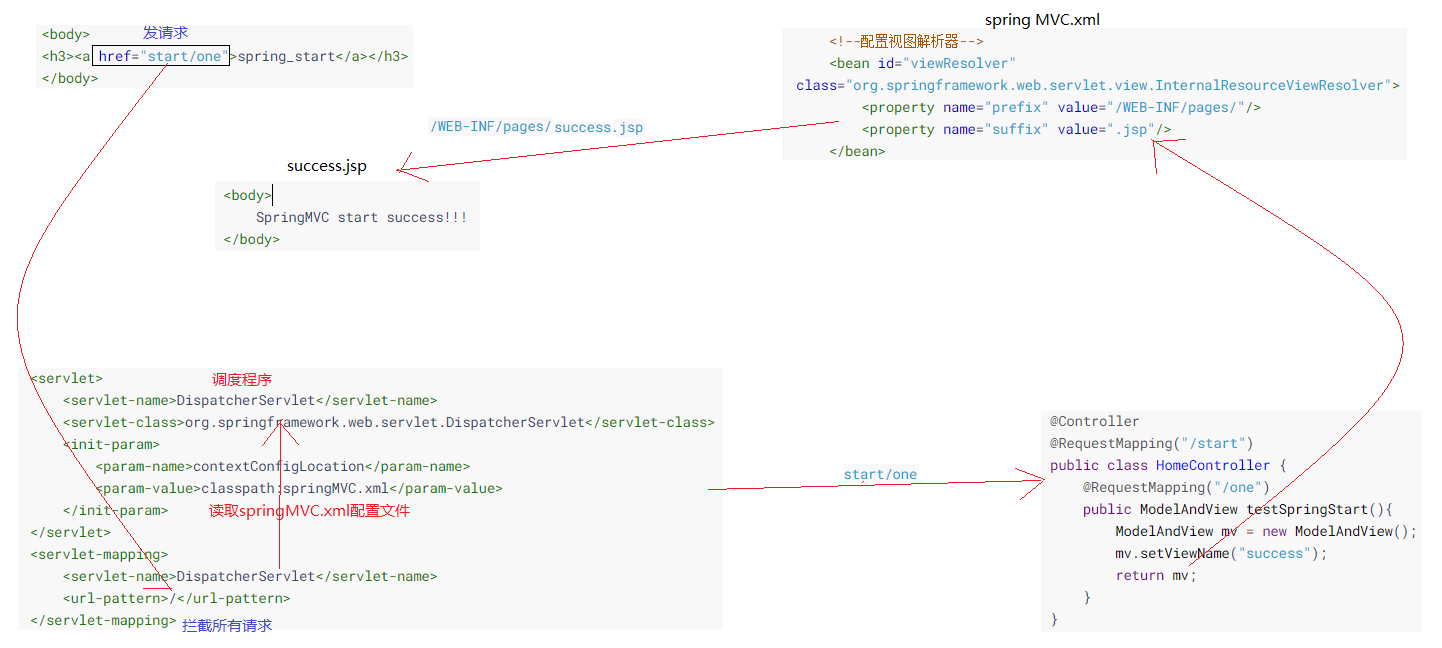 发请求
<body>
<h3><a href="start/one">spring_start</a></h3>
</body>
spring MVC.xml
<!--配置视图解析器-->
<bean id="viewResolver"
class="org.springframework.web.servlet.view.InternalResourceViewResolver">
<property name="prefix" value="/WEB-INF/pages/"/>
<property name="suffix" value=".jsp"/>
</bean>
/WEB-INF/pages/ success.jsp
success.jsp
<body>
SpringMVC start success!!!
</body>
<servlet>
调度程序
<servlet-name>DispatcherServlet</servlet-name>
<servlet-class>org.springframework.web.servlet.DispatcherServlet</servlet-class>
<init-param>
<param-name>contextConfigLocation</param-name>
<param-value>classpath:springMVC.xml</param-value>
</init-param>
读取springMVC.xml配置文件
</servlet>
<servlet-mapping>
<servlet-name>DispatcherServlet</servlet-name>
<url-pattern>/</url-pattern>
</servlet-mapping>
拦截所有请求
start/one
@Controller
@RequestMapping("/start")
public class HomeController {
@RequestMapping("/one")
public ModelAndView testSpringStart(){
ModelAndView mv = new ModelAndView();
mv.setViewName("success");
return mv;
}
}